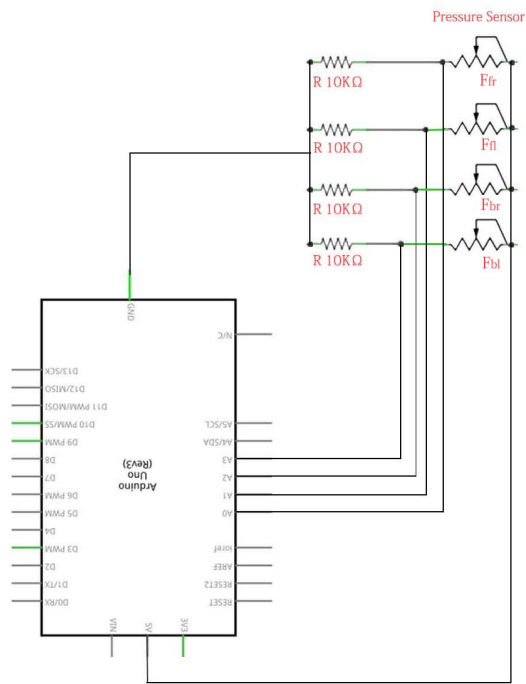 Pressure Sensor
R 10KΩ
Ffr
R 10KΩ
Ffl
R 10KΩ
Fbr
R 10KΩ
Fbl
GND
N/C
D13/SCK
D12/MISO
D11 PWM/MOSI
D10 PWM/SS
D9 PWM
D8
D7
D6 PWM
D5 PWM
D4
D3 PWM
D2
D1/TX
D0/RX
Arduino
Uno
(Rev3)
A5/SCL
A4/SDA
A3
A2
A1
A0
ioref
AREF
RESET2
RESET
VIN
5V
3V3